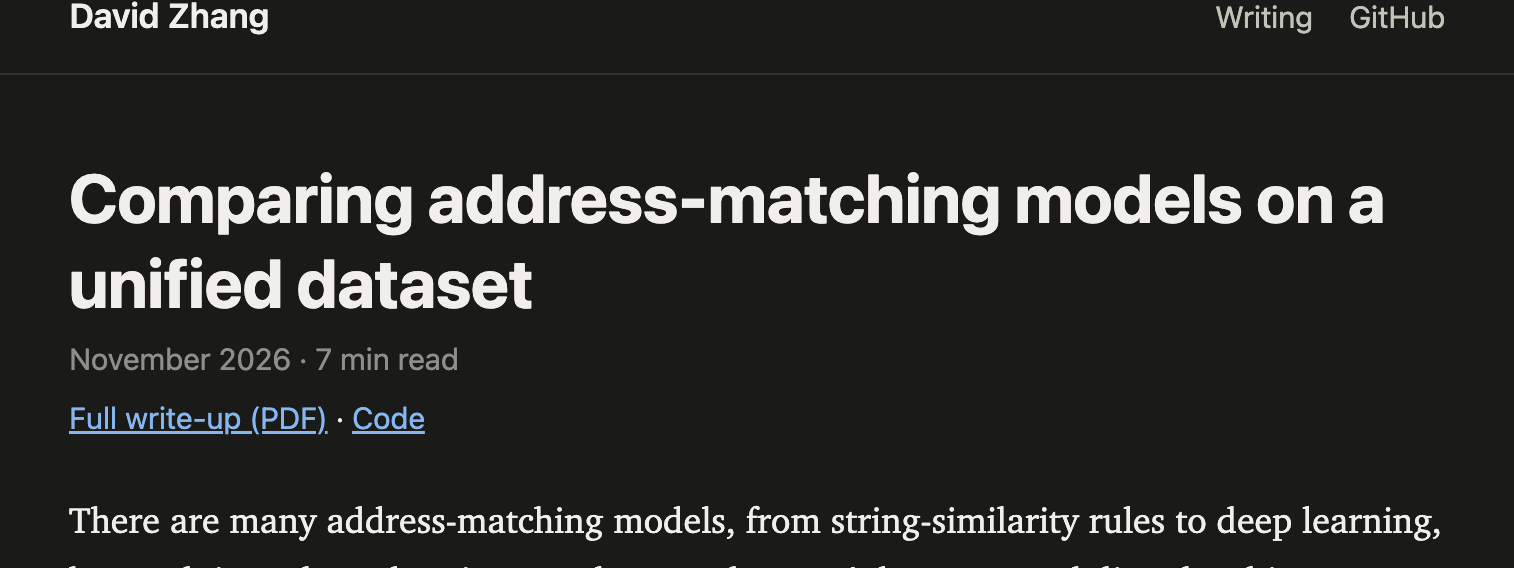 David Zhang
Writing GitHub
Comparing address-matching models on a
unified dataset
November 2026 · 7 min read
Full write-up (PDF) · Code
There are many address-matching models, from string-similarity rules to deep learning,